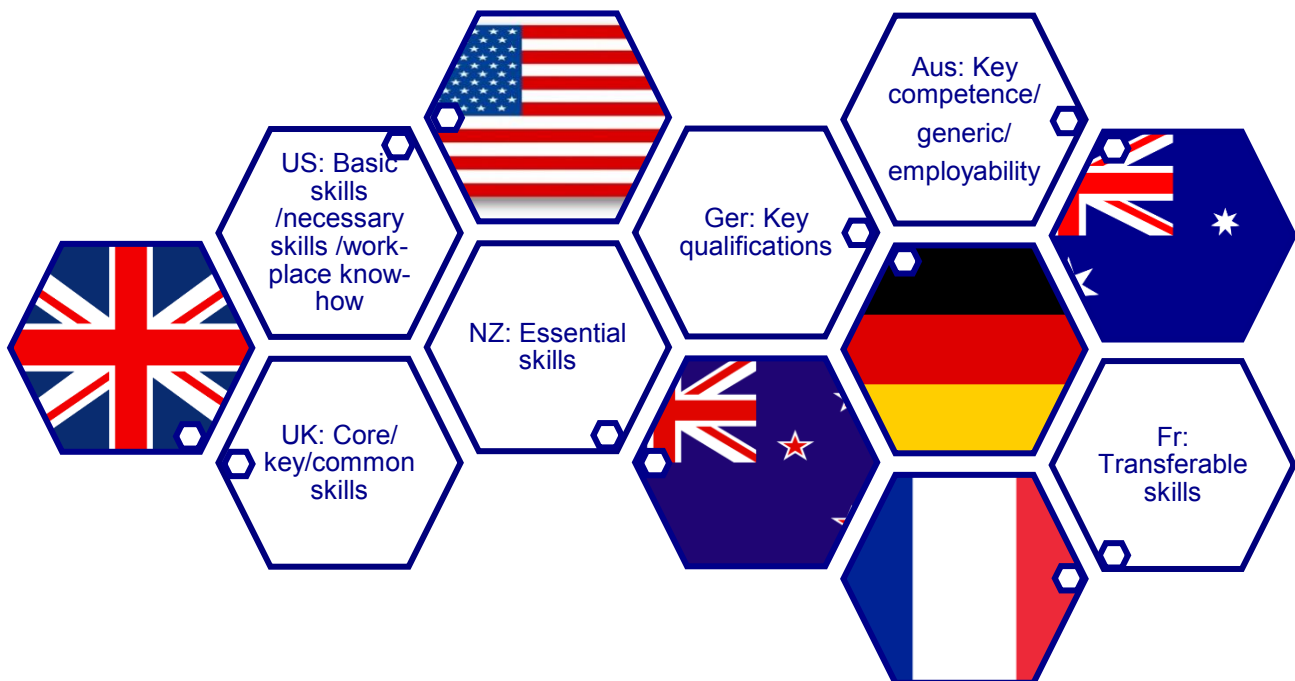 US: Basic
skills
/necessary
skills /work-
place know-
how
Aus: Key
competence/
generic/
employability
Ger: Key
qualifications
NZ: Essential
skills
UK: Core/
key/common
skills
Fr:
Transferable
skills